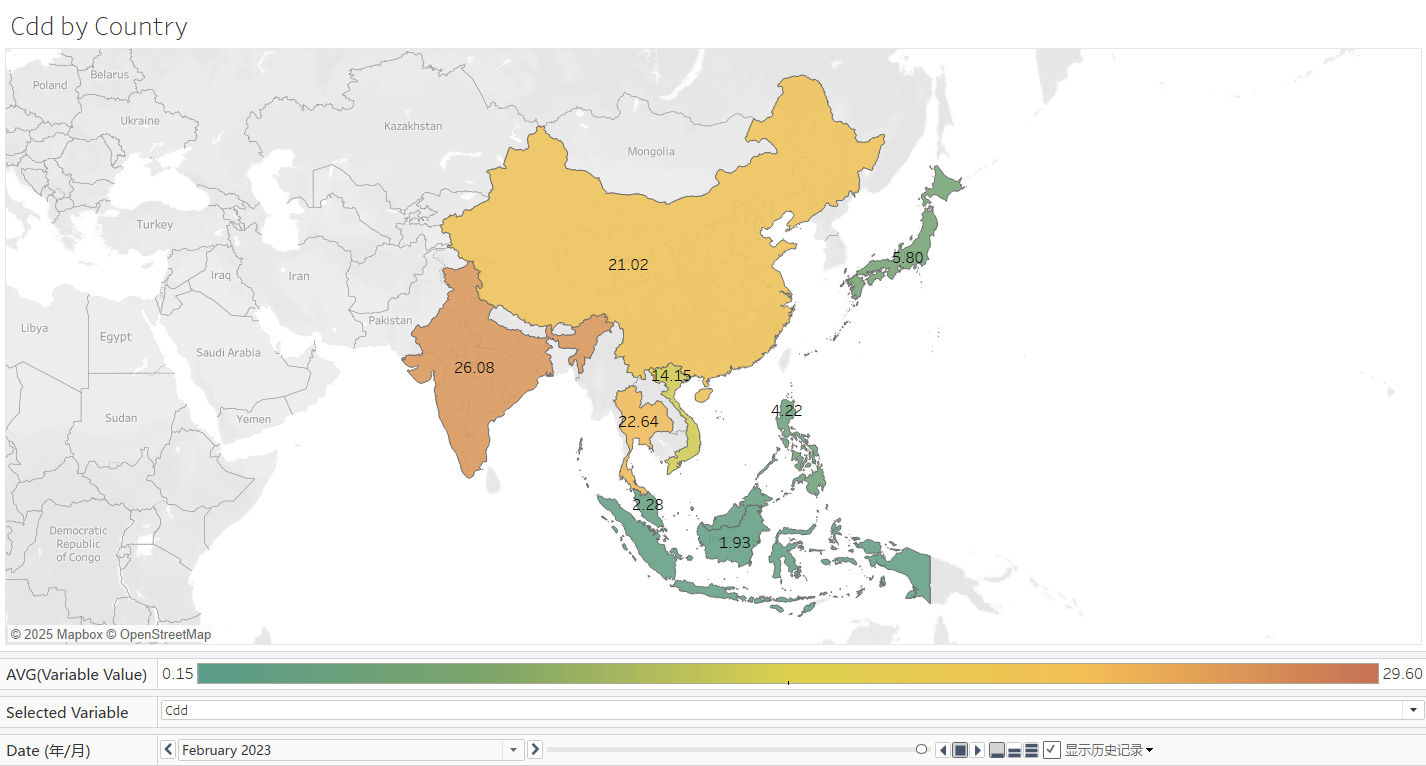 Cdd by Country
Belarus
Poland
Ukraine
Kazakhstan
Mongolia
Turkey
5.80
21.02
Iraq
Iran
Pakistan
Libya
Egypt
Saudi Arabia
26.08
14.15
4.22
Sudan
Yemen
22.64
2.28
Democratic
Republic
of Congo
1.93
© 2025 Mapbox © OpenStreetMap
AVG(Variable Value) 0.15 29.60
Selected Variable Cdd
Date (年/月) February 2023 显示历史记录